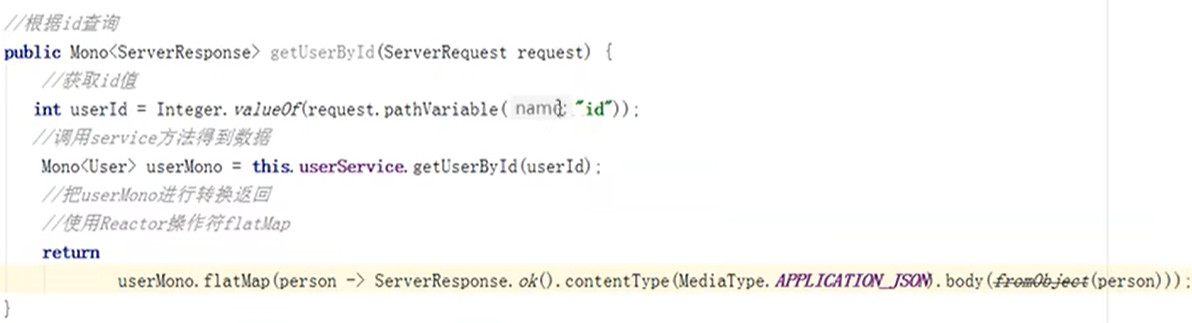 //根据id查询
public Mono<ServerResponse> getUserById(ServerRequest request) {
//获取id值
int userId = Integer.valueOf(request.pathVariable( name: "id"));
//调用service方法得到数据
Mono<User> userMono = this.userService.getUserById(userId);
//把userMono进行转换返回
//使用Reactor操作符flatMap
return
userMono.flatMap(person -> ServerResponse.ok().contentType(MediaType.APPLICATION_JSON).body(fromObject(person)));
}